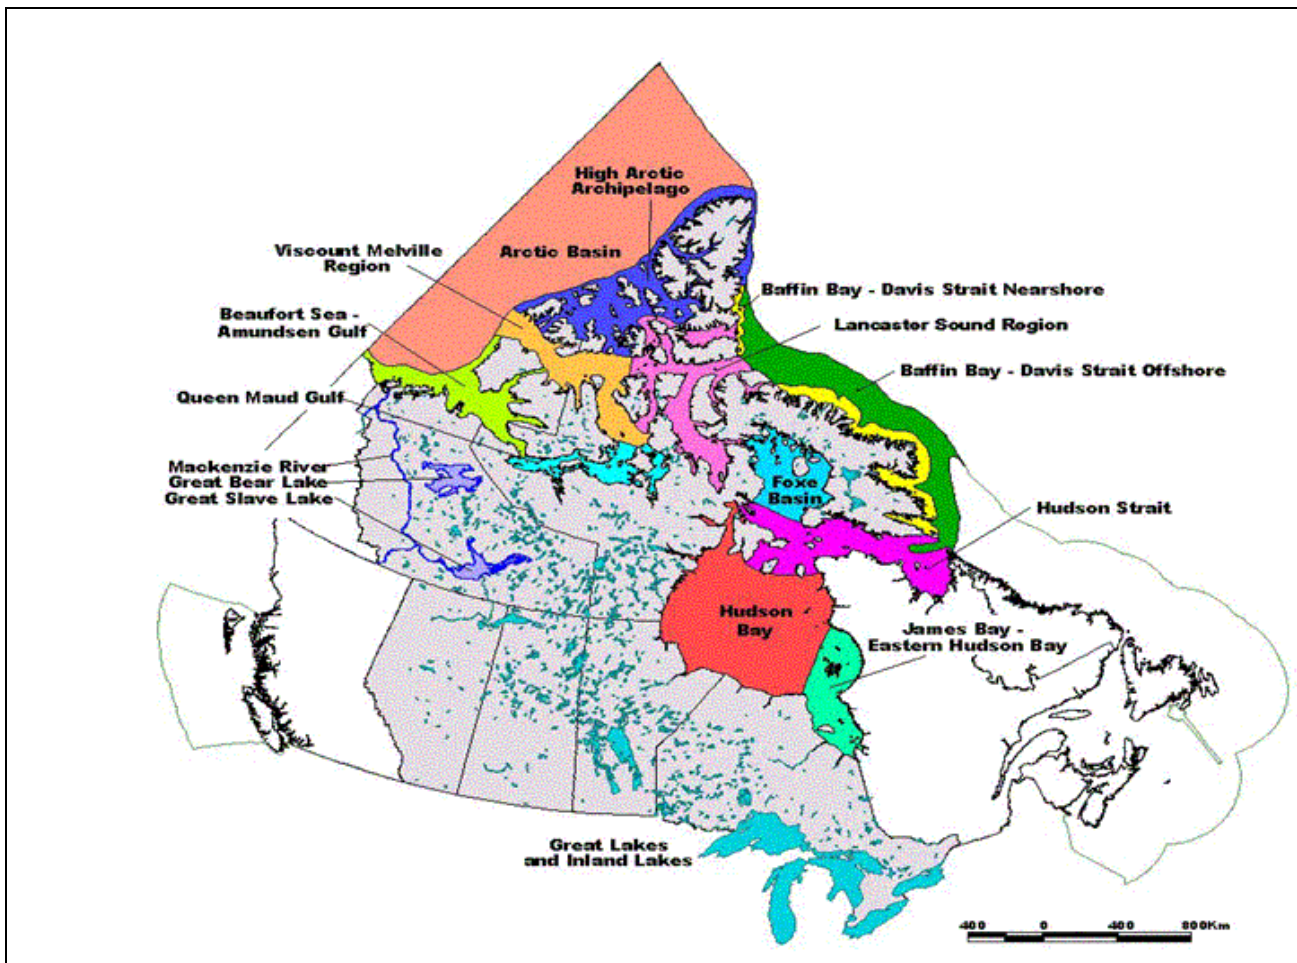 High Arctic
Archipelago
Viscount Melville
Region
Arctic Basin
Baffin Bay - Davis Strait Nearshore
Beaufort Sea -
Amundsen Gulf
Lancaster Sound Region
Baffin Bay - Davis Strait Offshore
Queen Maud Gulf
Mackenzie River
Great Bear Lake
Great Slave Lake
Foxe
Basin
Hudson Strait
Hudson
Bay
James Bay -
Eastern Hudson Bay
Great Lakes
and Inland Lakes
400 0 400 800Km